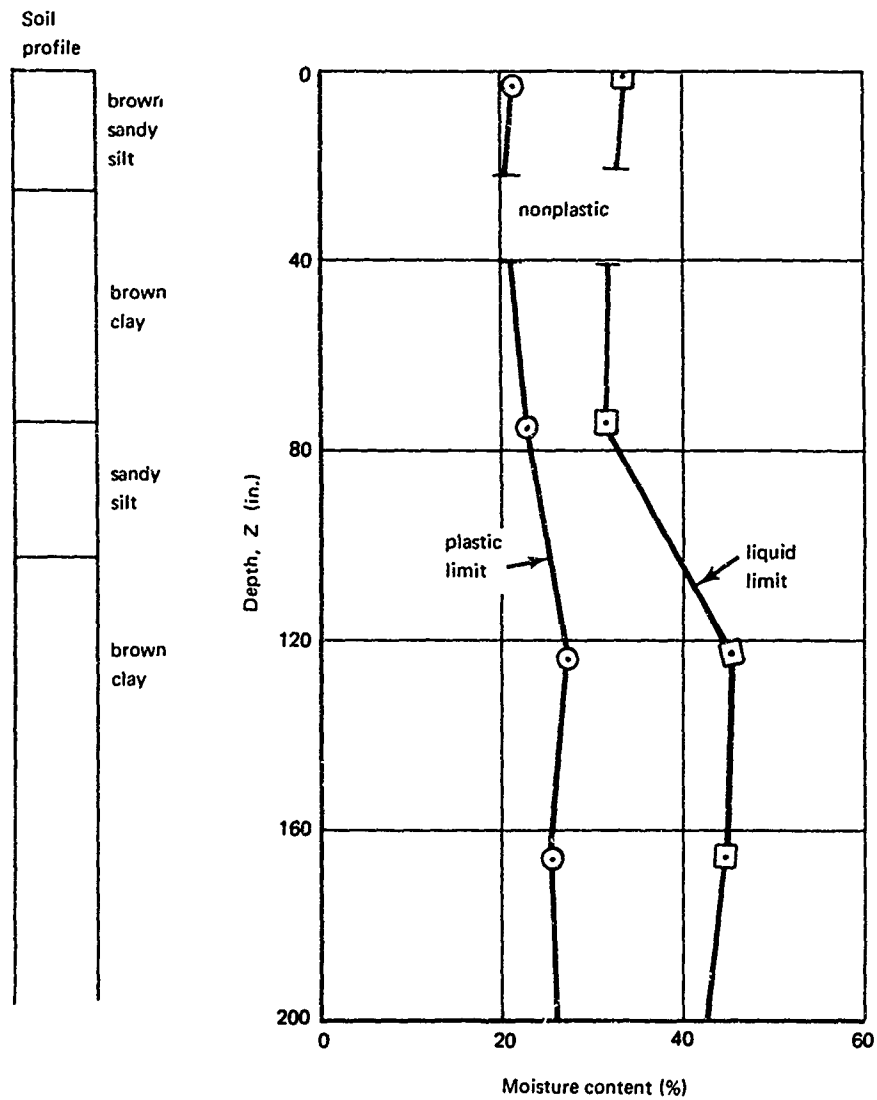 Soil
profile
brown
sandy
silt
brown
clay
sandy
silt
brown
clay
0
40
80
120
160
200
Depth, Z (in.)
nonplastic
plastic
limit
liquid
limit
0
20
40
60
Moisture content (%)